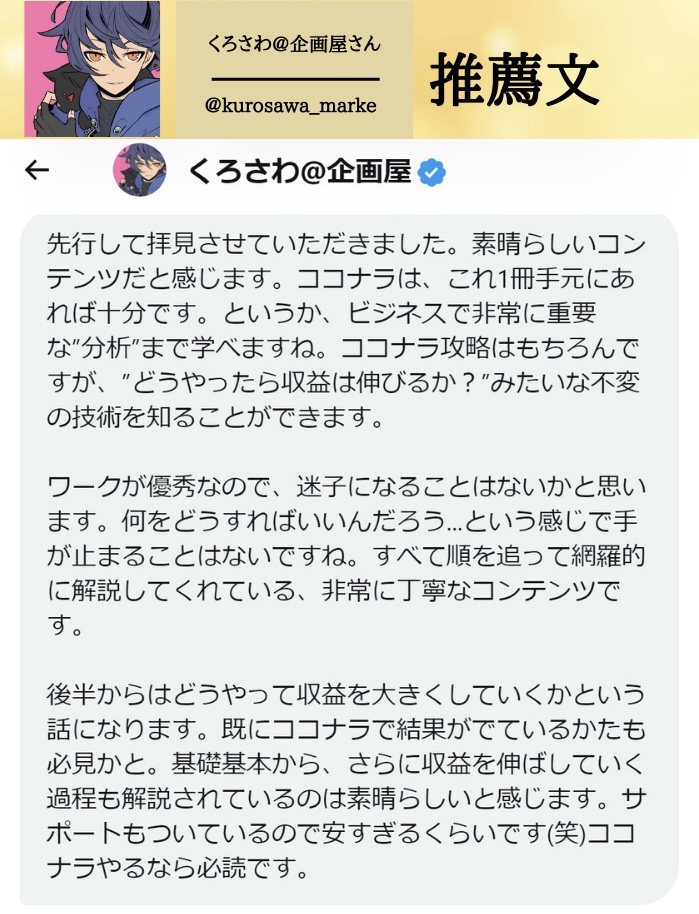 くろさわ@企画屋さん
@kurosawa_marke
推薦文
くろさわ@企画屋
先行して拝見させていただきました。素晴らしいコン
テンツだと感じます。ココナラは、これ1冊手元にあ
れば十分です。というか、ビジネスで非常に重要
な"分析"まで学べますね。ココナラ攻略はもちろんで
すが、"どうやったら収益は伸びるか？"みたいな不変
の技術を知ることができます。
ワークが優秀なので、迷子になることはないかと思い
ます。何をどうすればいいんだろう...という感じで手
が止まることはないですね。すべて順を追って網羅的
に解説してくれている、非常に丁寧なコンテンツで
す。
後半からはどうやって収益を大きくしていくかという
話になります。既にココナラで結果がでているかたも
必見かと。基礎基本から、さらに収益を伸ばしていく
過程も解説されているのは素晴らしいと感じます。サ
ポートもついているので安すぎるくらいです(笑)ココ
ナラやるなら必読です。